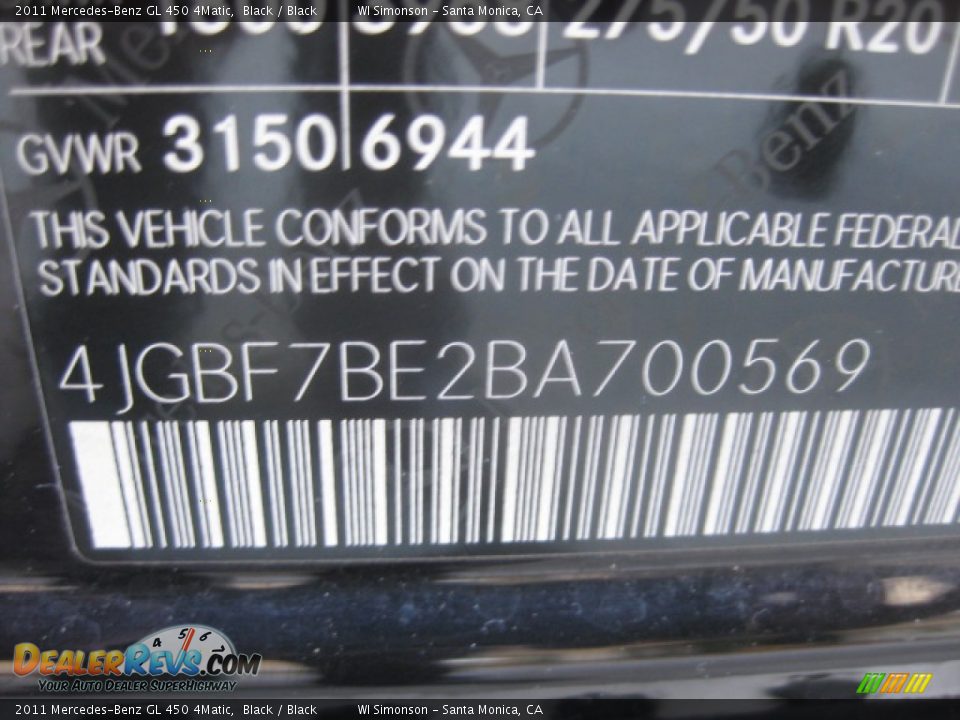 2011 Mercedes-Benz GL 450 4Matic, Black / Black WI Simonson - Santa Monica, CA
REAR 275/50 R20
GVWR 3150 6944
THIS VEHICLE CONFORMS TO ALL APPLICABLE FEDERAL
STANDARDS IN EFFECT ON THE DATE OF MANUFACTURE
4JGBF7BE2BA700569
DEALERREVS.COM
YOUR AUTO DEALER SUPERHIGHWAY
2011 Mercedes-Benz GL 450 4Matic, Black / Black WI Simonson - Santa Monica, CA